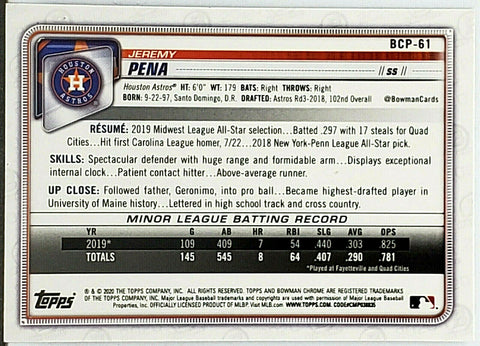 BCP-61
JEREMY
PENA
// SS //
HOUSTON
ASTROS
Houston Astros® HT: 6'0" WT: 179 BATS: Right THROWS: Right
BORN: 9-22-97, Santo Domingo, D.R. DRAFTED: Astros Rd3-2018, 102nd Overall
@BowmanCards
RÉSUMÉ: 2019 Midwest League All-Star selection...Batted .297 with 17 steals for Quad
Cities...Hit first Carolina League homer, 7/22...2018 New York-Penn League All-Star pick.
SKILLS: Spectacular defender with huge range and formidable arm...Displays exceptional
internal clock...Patient contact hitter...Above-average runner.
UP CLOSE: Followed father, Geronimo, into pro ball...Became highest-drafted player in
University of Maine history...Lettered in high school track and cross country.
MINOR LEAGUE BATTING RECORD
YR G AB HR RBI SLG AVG OPS
2019* 109 409 7 54 .440 .303 .825
TOTALS 145 545 8 64 .407 .290 .781
*Played at Fayetteville and Quad Cities
Topps
® & © 2020 THE TOPPS COMPANY, INC. ALL RIGHTS RESERVED. TOPPS AND BOWMAN CHROME ARE REGISTERED
TRADEMARKS OF THE TOPPS COMPANY, INC. Major League Baseball trademarks and copyrights are used with permission of Major League Baseball
Properties, Inc. OFFICIALLY LICENSED PRODUCT OF MLBP. Visit MLB.com WWW.TOPPS.COM. CODE#CMP838835